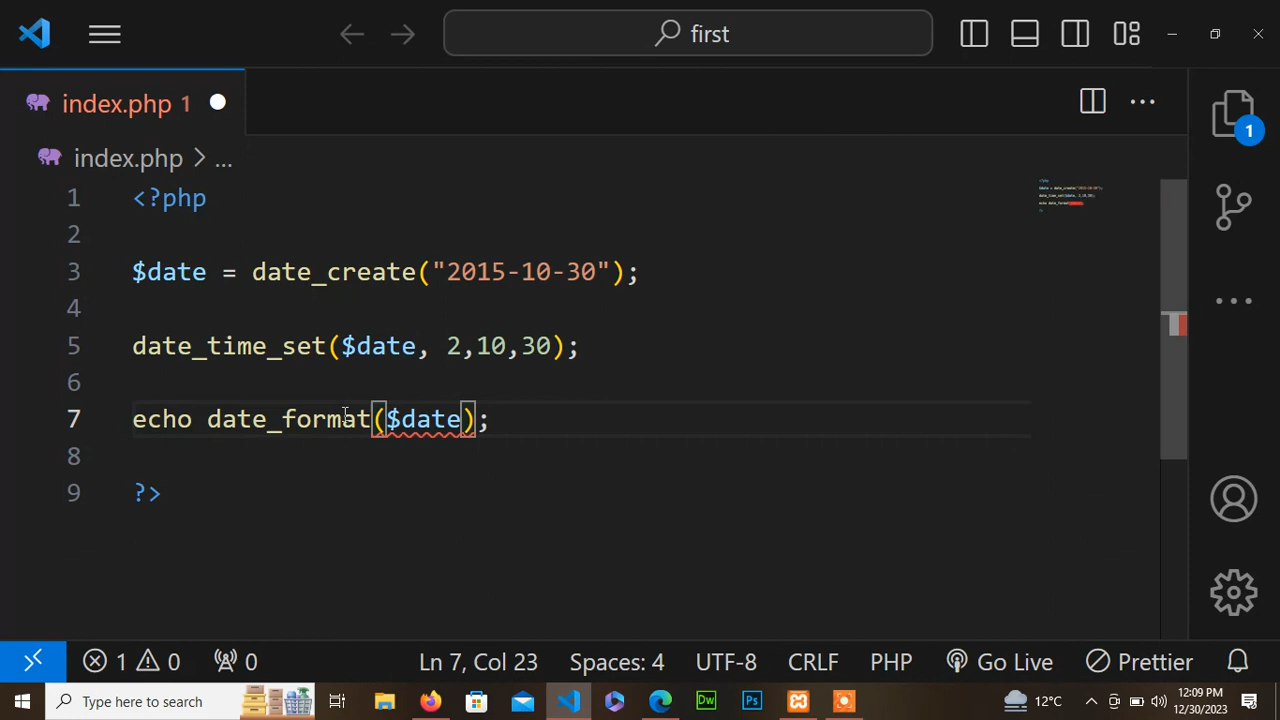 first
index.php 1
index.php > ...
1
1 <?php
2
3 $date = date_create("2015-10-30");
4
5 date_time_set($date, 2,10,30);
6
7 echo date_format($date);
8
9 ?>
1 0 0 Ln 7, Col 23 Spaces: 4 UTF-8 CRLF PHP Go Live Prettier
Type here to search Dw Ps 12°C 12:09 PM
12/30/2023